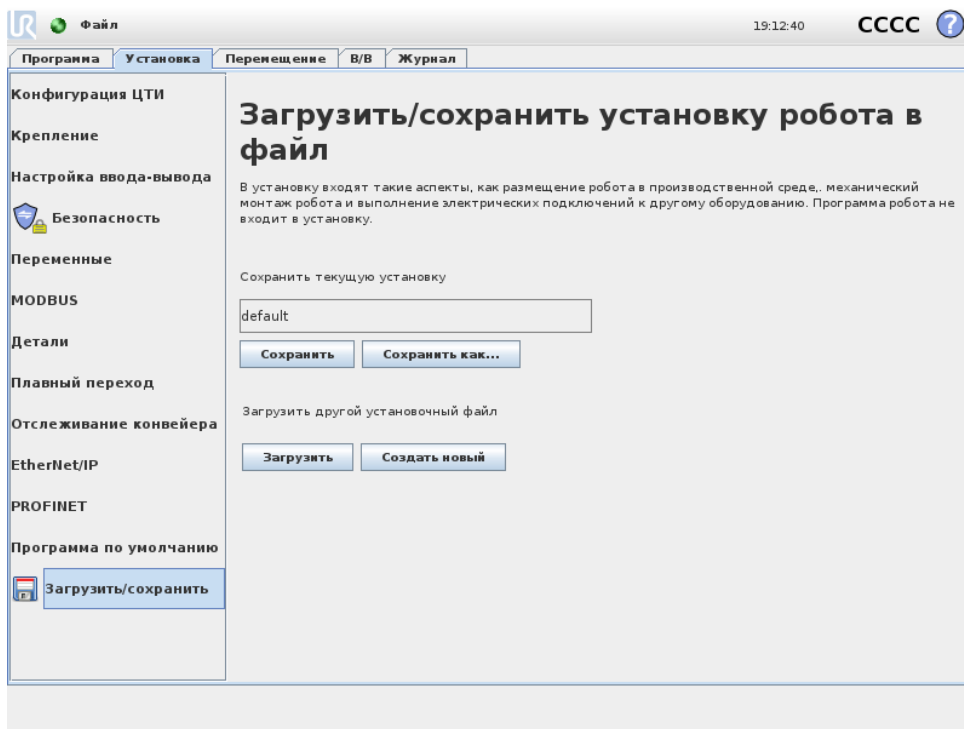 UR Файл 19:12:40 CCCC ?
Программа Установка Перемещение В/В Журнал
Конфигурация ЦТИ
Крепление
Настройка ввода-вывода
Безопасность
Переменные
MODBUS
Детали
Плавный переход
Отслеживание конвейера
EtherNet/IP
PROFINET
Программа по умолчанию
Загрузить/сохранить
Загрузить/сохранить установку робота в
файл
В установку входят такие аспекты, как размещение робота в производственной среде,. механический
монтаж робота и выполнение электрических подключений к другому оборудованию. Программа робота не
входит в установку.
Сохранить текущую установку
default
Сохранить Сохранить как...
Загрузить другой установочный файл
Загрузить Создать новый